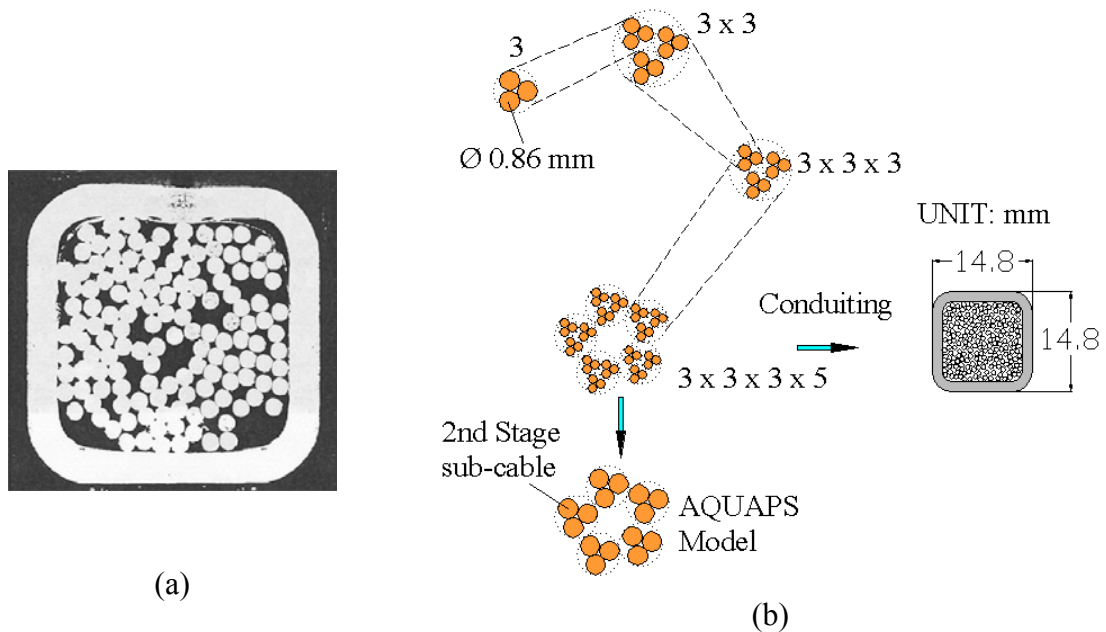 3
3 x 3
Ø 0.86 mm
3 x 3 x 3
UNIT: mm
14.8
Conduiting
14.8
3 x 3 x 3 x 5
2nd Stage
sub-cable
AQUAPS
Model
(a)
(b)